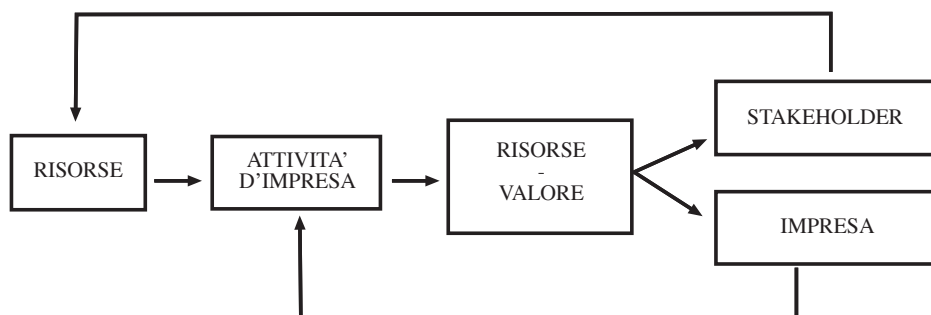 STAKEHOLDER
RISORSE
ATTIVITA’
D’IMPRESA
RISORSE
-
VALORE
IMPRESA